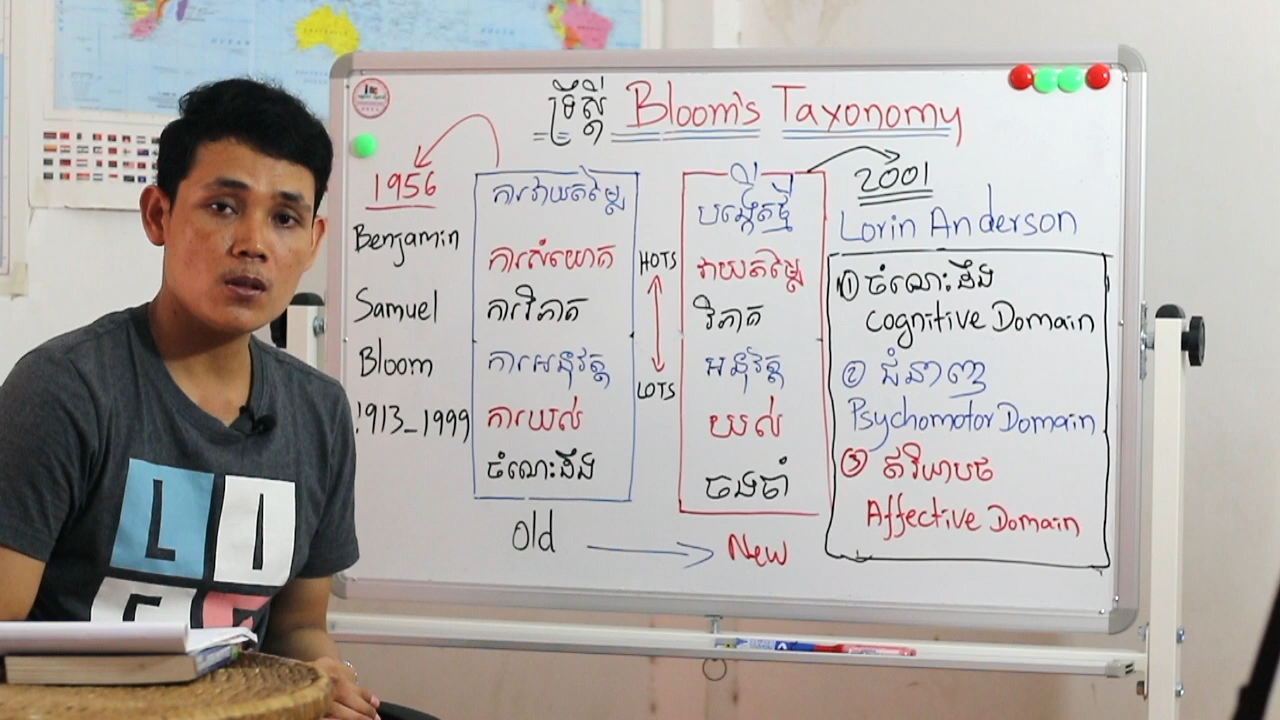 ទ្រឹស្ដី Bloom's Taxonomy
1956
Benjamin
Samuel
Bloom
1913-1999
ការវាយតម្លៃ
ការសំយោគ
ការវិភាគ
ការអនុវត្ត
ការយល់
ចំណេះដឹង
Old
HOTS
LOTS
បង្កើតថ្មី
វាយតម្លៃ
វិភាគ
អនុវត្ត
យល់
ចងចាំ
New
2001
Lorin Anderson
① ចំណេះដឹង
Cognitive Domain
② ជំនាញ
Psychomotor Domain
③ ឥរិយាបថ
Affective Domain
LI